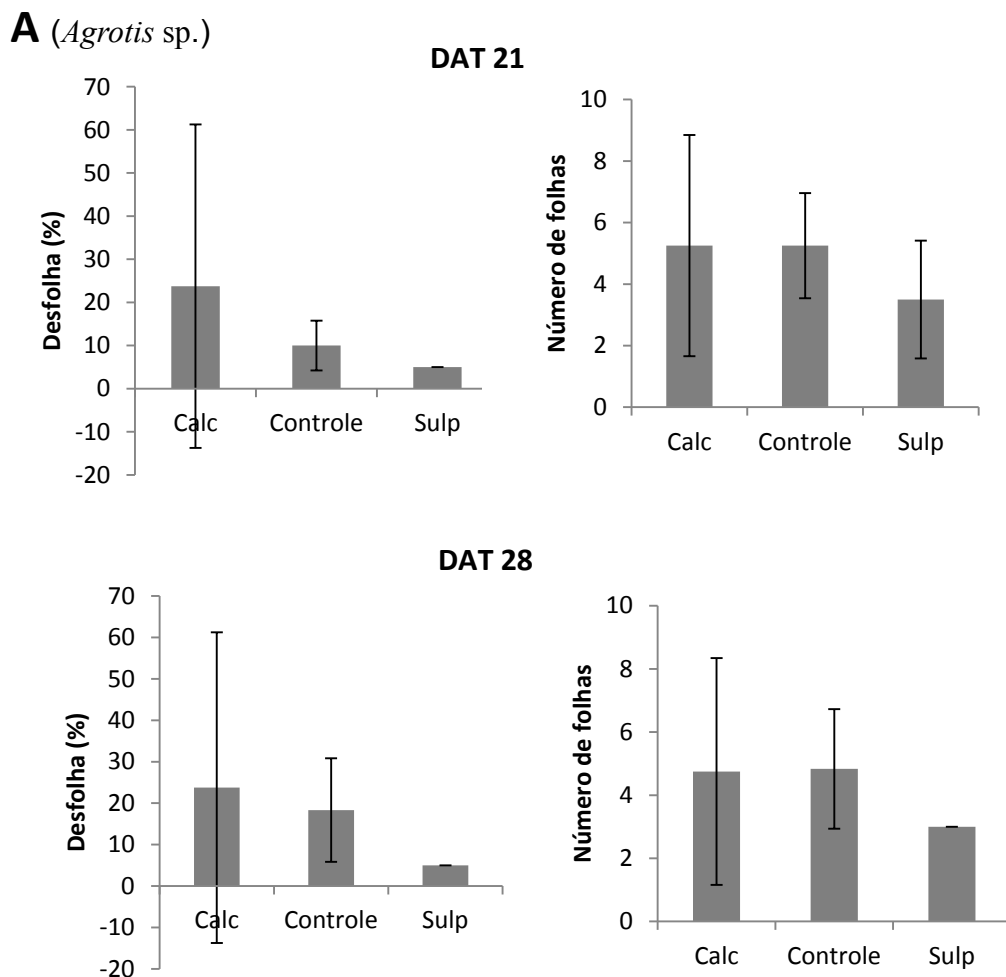 A (Agrotis sp.)
DAT 21
Desfolha (%)
70
60
50
40
30
20
10
0
-10
-20
Calc Controle Sulp
Número de folhas
10
8
6
4
2
0
Calc Controle Sulp
DAT 28
Desfolha (%)
70
60
50
40
30
20
10
0
-10
-20
Calc Controle Sulp
Número de folhas
10
8
6
4
2
0
Calc Controle Sulp